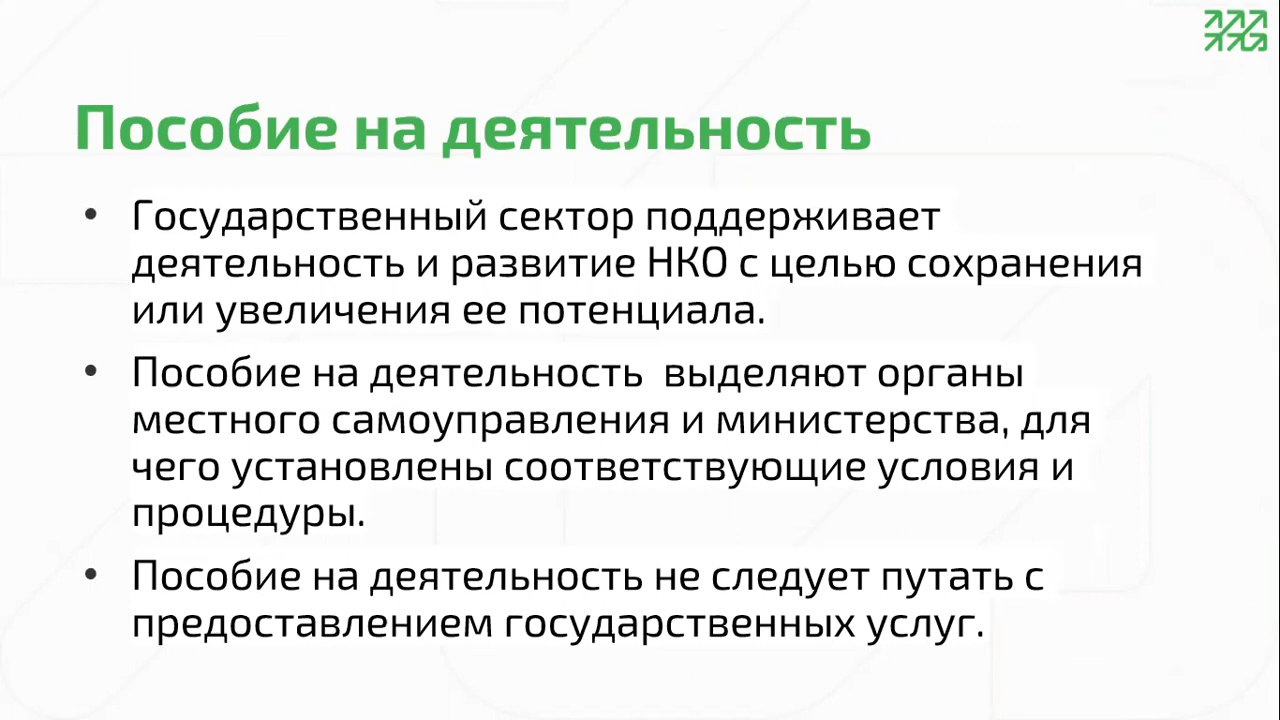 Пособие на деятельность
• Государственный сектор поддерживает
деятельность и развитие НКО с целью сохранения
или увеличения ее потенциала.
• Пособие на деятельность  выделяют органы
местного самоуправления и министерства, для
чего установлены соответствующие условия и
процедуры.
• Пособие на деятельность не следует путать с
предоставлением государственных услуг.